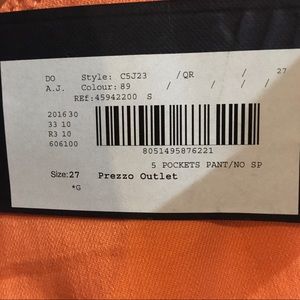 DO Style: C5J23 /QR / 27
A.J. Colour: 89 / / / /
REf: 45942200 S
201630
33 10
R3 10
606100
8051495876221
5 POCKETS PANT/NO SP
Size: 27 Prezzo Outlet
*G